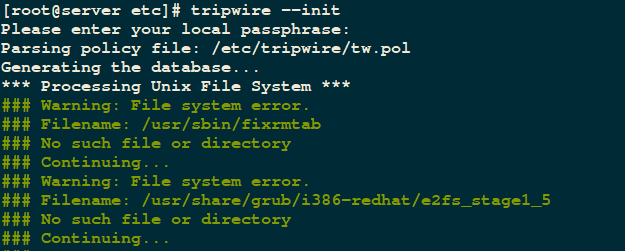 [root@server etc]# tripwire --init
Please enter your local passphrase:
Parsing policy file: /etc/tripwire/tw.pol
Generating the database...
*** Processing Unix File System ***
### Warning: File system error.
### Filename: /usr/sbin/fixrmtab
### No such file or directory
### Continuing...
### Warning: File system error.
### Filename: /usr/share/grub/i386-redhat/e2fs_stage1_5
### No such file or directory
### Continuing...